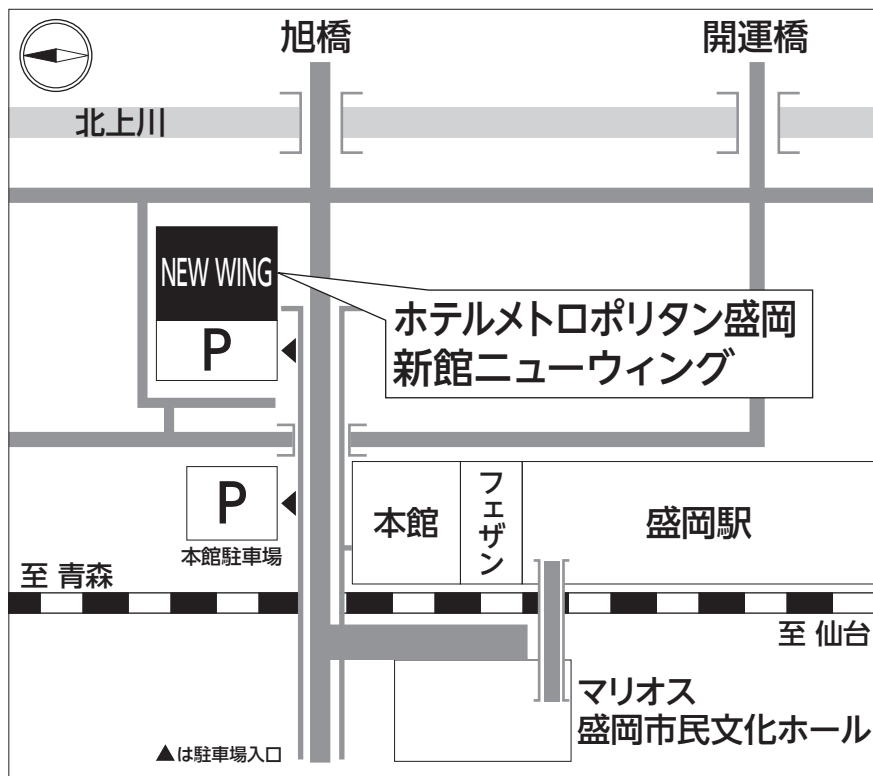 旭橋
開運橋
北上川
NEW WING
P
ホテルメトロポリタン盛岡
新館ニューウィング
P
本館駐車場
本館
フェザン
盛岡駅
至 青森
至 仙台
マリオス
盛岡市民文化ホール
▲は駐車場入口